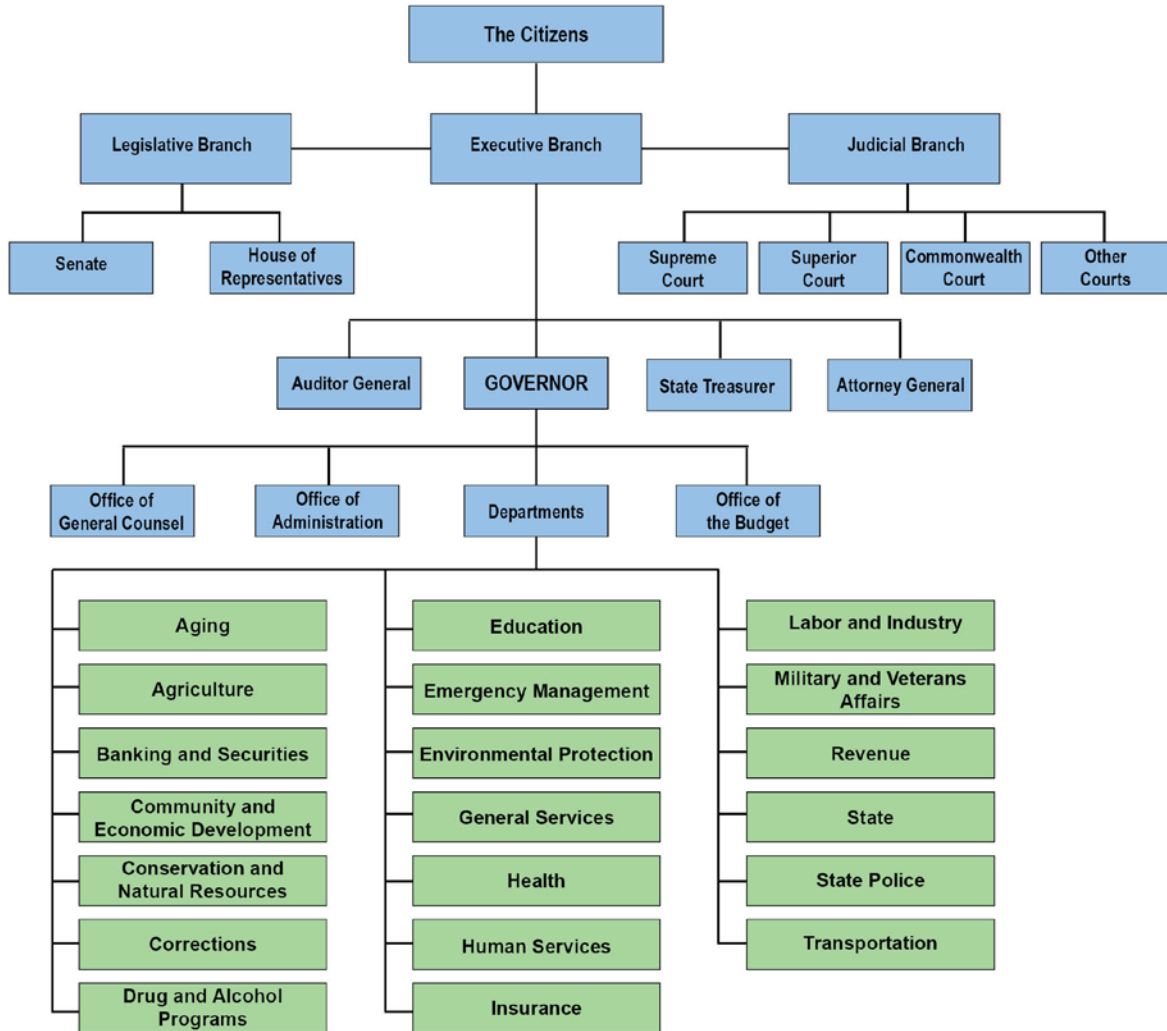 The Citizens
Legislative Branch
Executive Branch
Judicial Branch
Senate
House of
Representatives
Supreme
Court
Superior
Court
Commonwealth
Court
Other
Courts
Auditor General
GOVERNOR
State Treasurer
Attorney General
Office of
General Counsel
Office of
Administration
Departments
Office of
the Budget
Aging
Agriculture
Banking and Securities
Community and
Economic Development
Conservation and
Natural Resources
Corrections
Drug and Alcohol
Programs
Education
Emergency Management
Environmental Protection
General Services
Health
Human Services
Insurance
Labor and Industry
Military and Veterans
Affairs
Revenue
State
State Police
Transportation